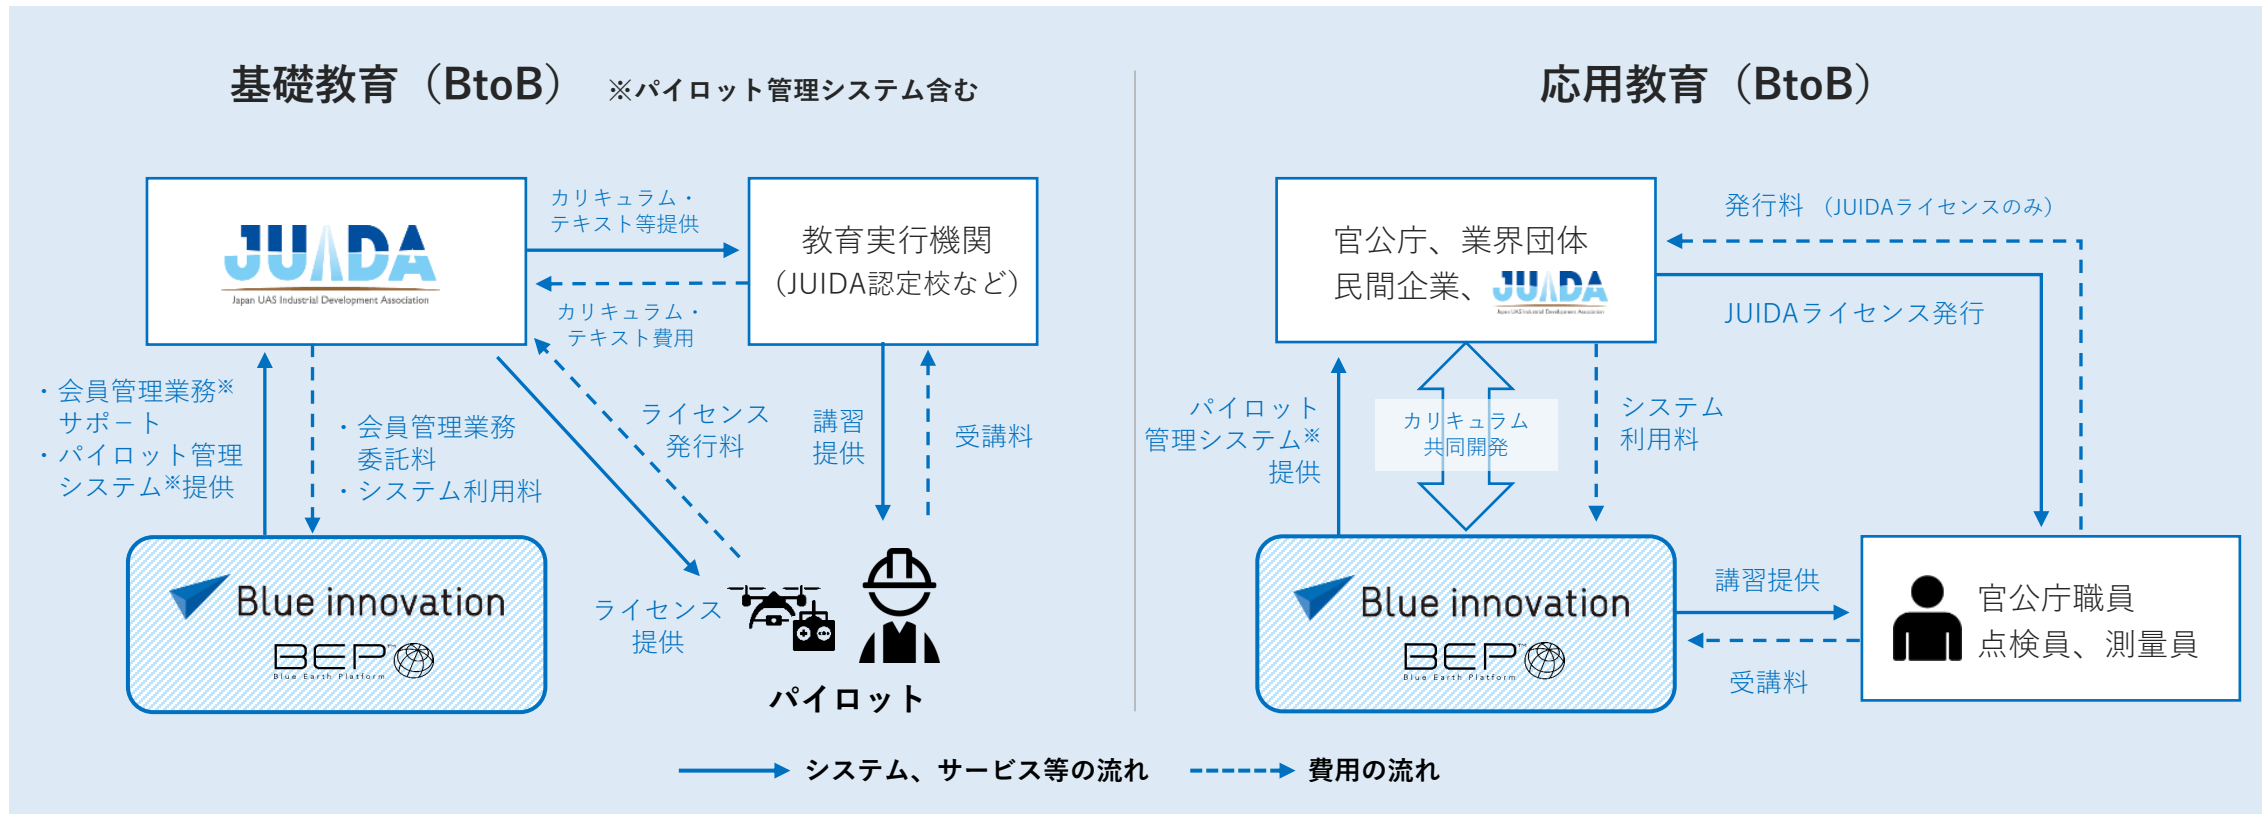 基礎教育（BtoB） ※パイロット管理システム含む
JUIDA
Japan UAS Industrial Development Association
カリキュラム・
テキスト等提供
カリキュラム・
テキスト費用
教育実行機関
（JUIDA認定校など）
・会員管理業務※
サポート
・パイロット管理
システム※提供
・会員管理業務
委託料
・システム利用料
ライセンス
発行料
講習
提供
受講料
Blue innovation
BEP™
Blue Earth Platform
ライセンス
提供
パイロット
応用教育（BtoB）
官公庁、業界団体
民間企業、JUIDA
Japan UAS Industrial Development Association
発行料 （JUIDAライセンスのみ）
JUIDAライセンス発行
パイロット
管理システム※
提供
カリキュラム
共同開発
システム
利用料
Blue innovation
BEP™
Blue Earth Platform
講習提供
受講料
官公庁職員
点検員、測量員
システム、サービス等の流れ
費用の流れ